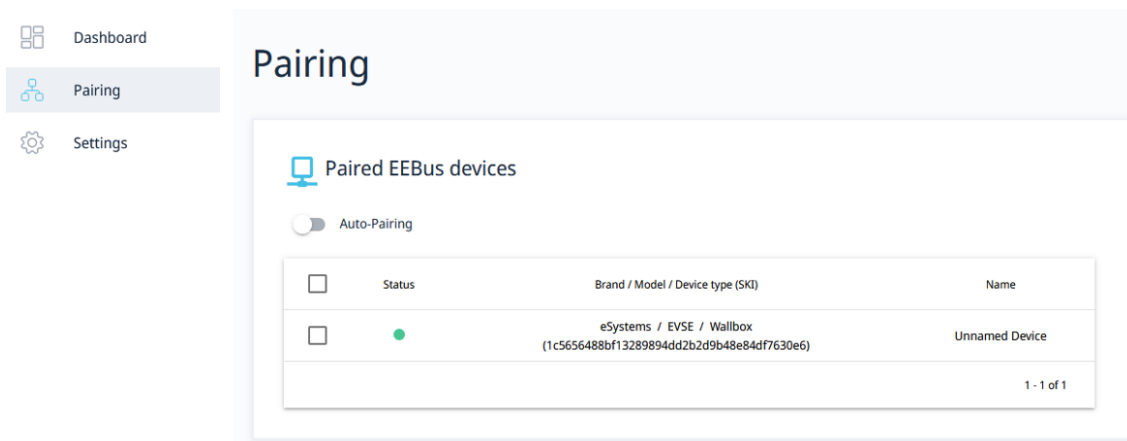 Dashboard
Pairing
Settings
Pairing
Paired EEBus devices
Auto-Pairing
Status Brand / Model / Device type (SKI) Name
eSystems / EVSE / Wallbox
(1c5656488bf13289894dd2b2d9b48e84df7630e6) Unnamed Device
1 - 1 of 1